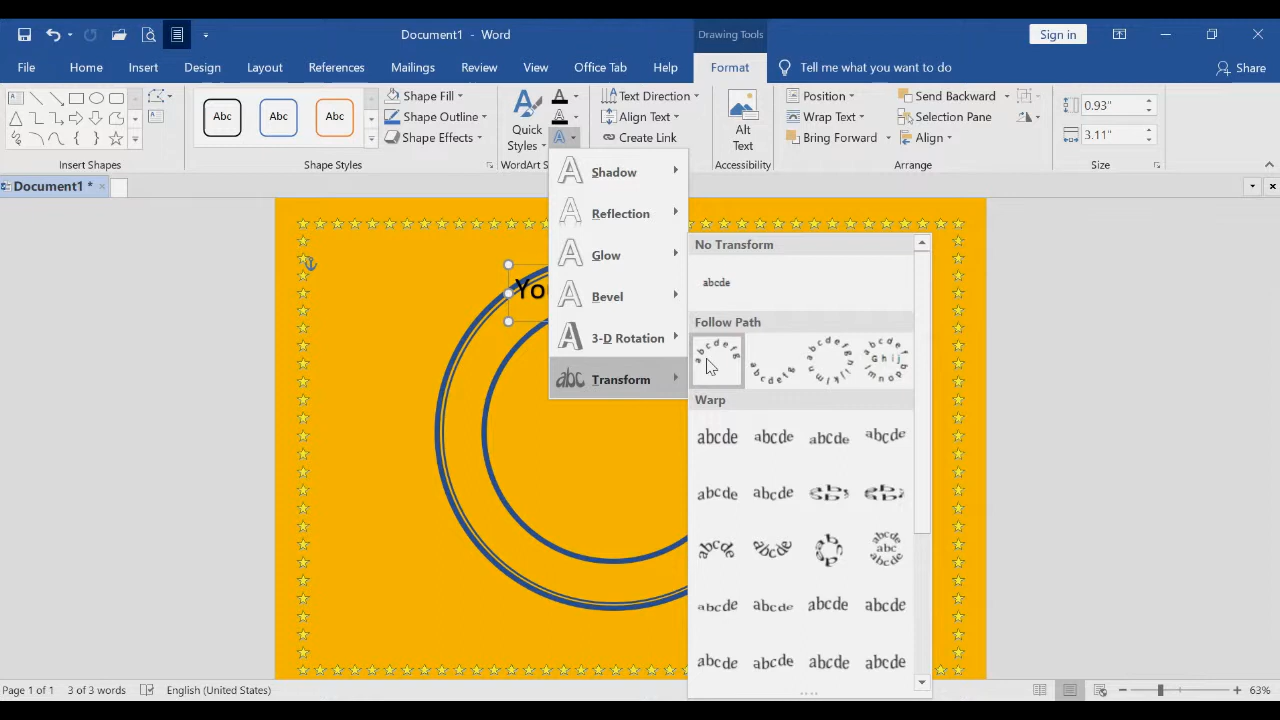 Document1 - Word
Drawing Tools
Sign in
File Home Insert Design Layout References Mailings Review View Office Tab Help Format Tell me what you want to do Share
Abc Abc Abc
Shape Fill
Shape Outline
Shape Effects
Quick Styles
Text Direction
Align Text
Create Link
Alt Text
Position
Wrap Text
Bring Forward
Send Backward
Selection Pane
Align
0.93"
3.11"
Insert Shapes Shape Styles WordArt S Accessibility Arrange Size
Document1 *
Shadow
Reflection
Glow
Bevel
3-D Rotation
Transform
No Transform
abcde
Follow Path
abcdefg abcdefg
Warp
abcde abcde abcde abcde
abcde abcde
abcde abcde
abcde abcde abcde abcde
abcde abcde abcde abcde
Yo
Page 1 of 1 3 of 3 words English (United States) 63%